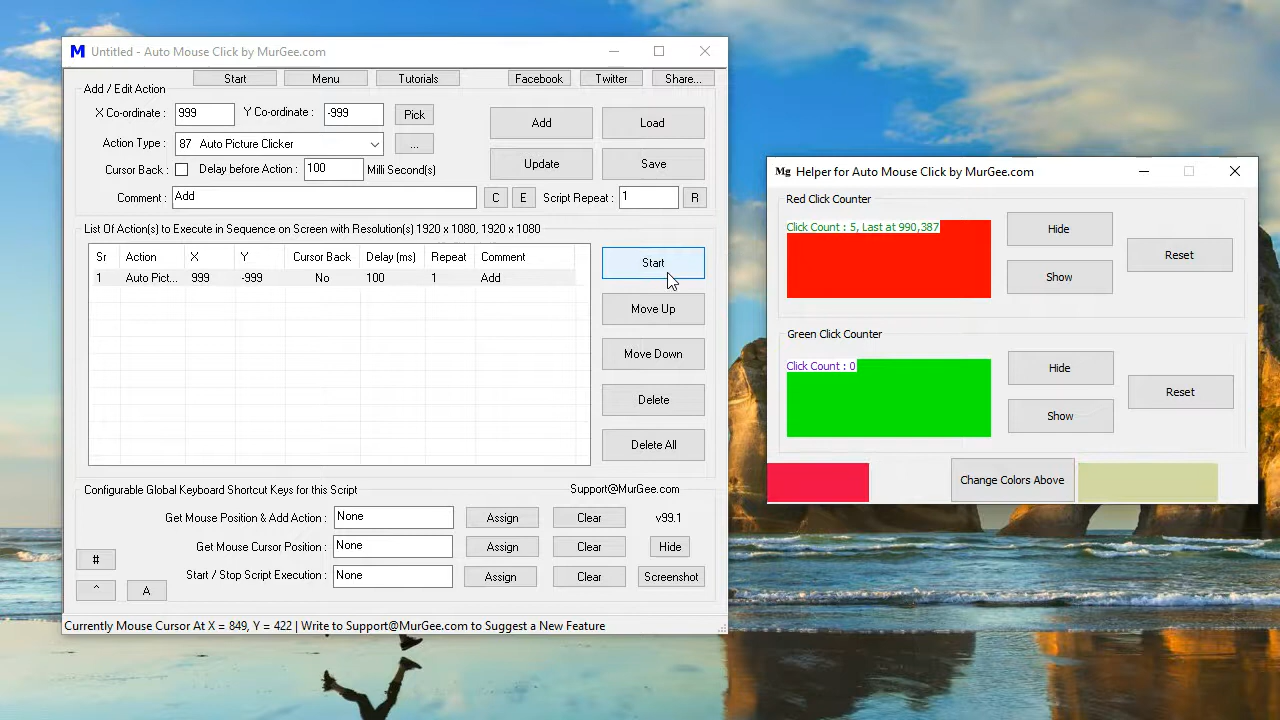 M Untitled - Auto Mouse Click by MurGee.com
Start Menu Tutorials Facebook Twitter Share...
Add / Edit Action
X Co-ordinate : 999 Y Co-ordinate : -999 Pick
Action Type : 87 Auto Picture Clicker ...
Cursor Back : Delay before Action : 100 Milli Second(s)
Comment : Add C E Script Repeat : 1 R
Add Load
Update Save
List Of Actions to Execute in Sequence on Screen with Resolution(s) 1920 x 1080, 1920 x 1080
Sr Action X Y Cursor Back Delay (ms) Repeat Comment
1 Auto Pict... 999 -999 No 100 1 Add
Start
Move Up
Move Down
Delete
Delete All
Configurable Global Keyboard Shortcut Keys for this Script Support@MurGee.com
Get Mouse Position & Add Action : None Assign Clear v99.1
Get Mouse Cursor Position : None Assign Clear Hide
Start / Stop Script Execution : None Assign Clear Screenshot
#
^ A
Currently Mouse Cursor At X = 849, Y = 422 | Write to Support@MurGee.com to Suggest a New Feature
Mg Helper for Auto Mouse Click by MurGee.com
Red Click Counter
Click Count : 5, Last at 990,387
Hide
Show
Reset
Green Click Counter
Click Count : 0
Hide
Show
Reset
Change Colors Above